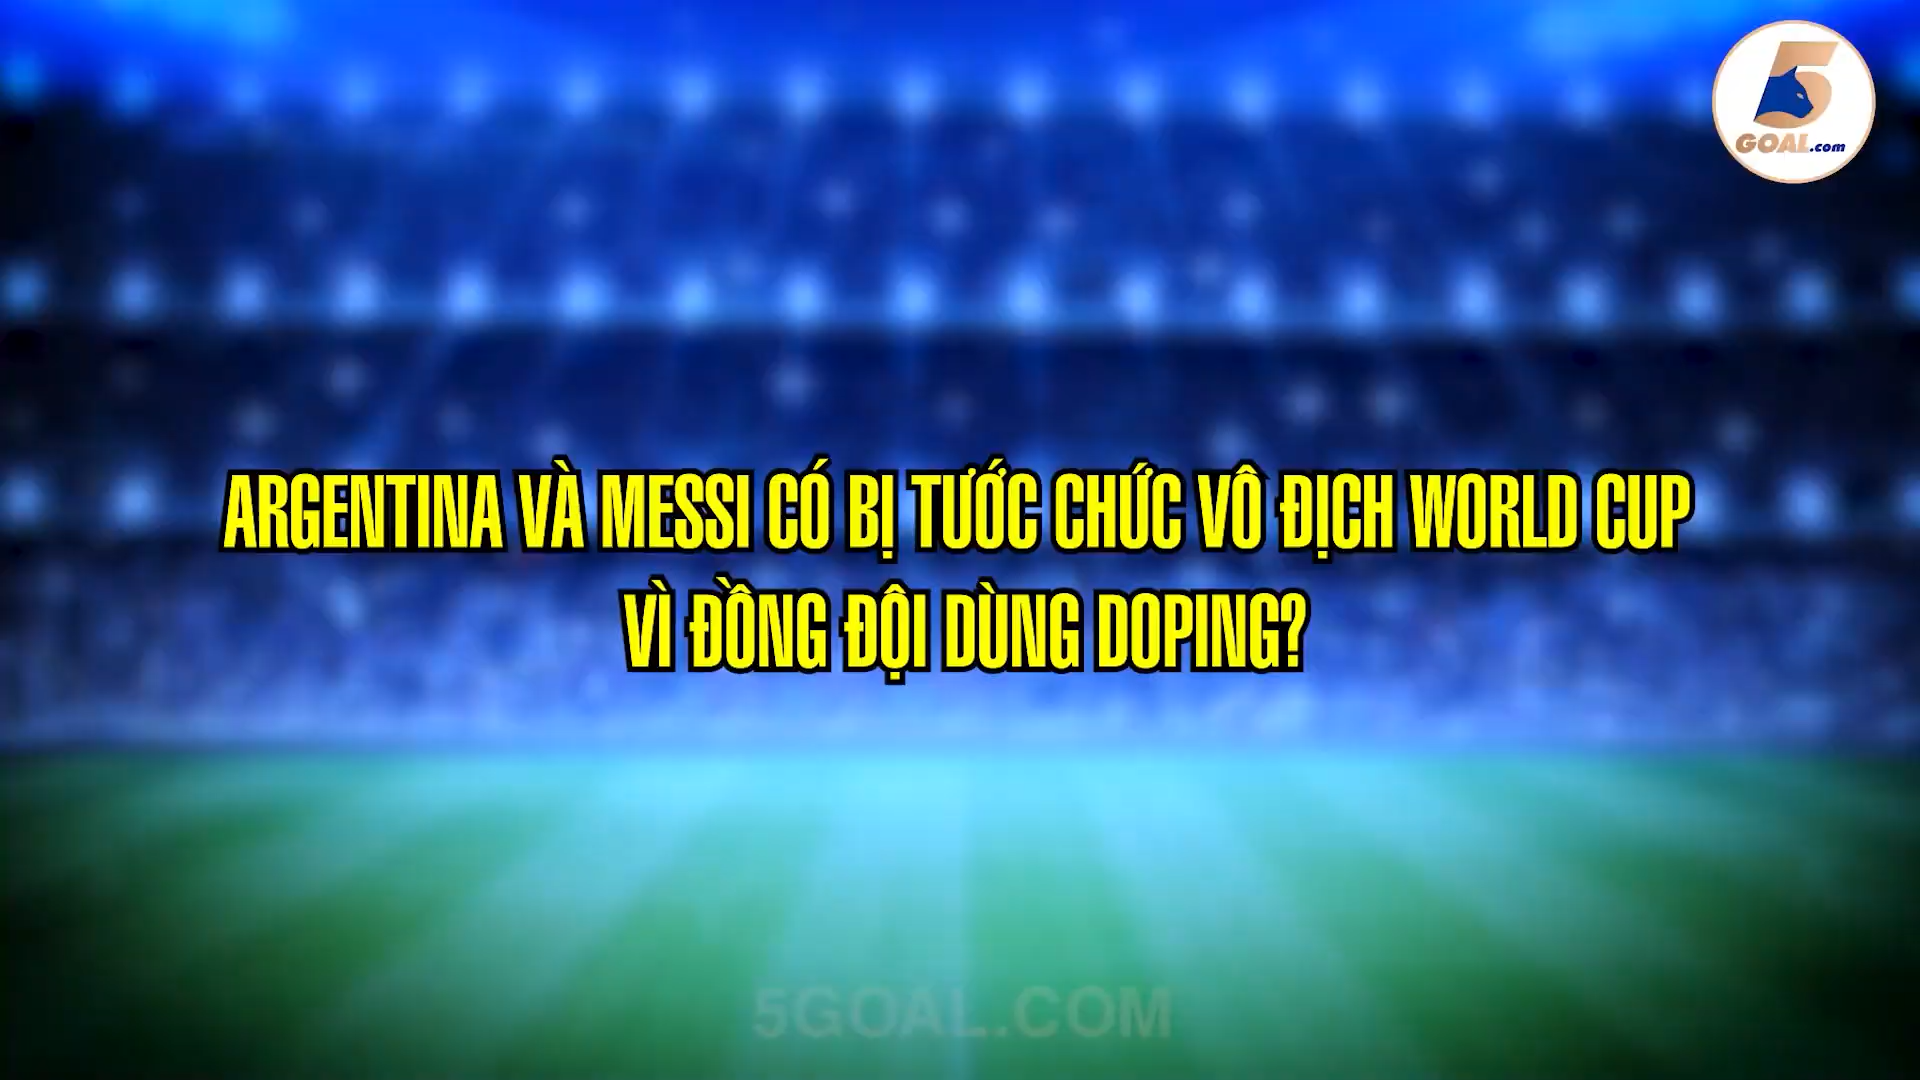 5
GOAL.com
ARGENTINA VÀ MESSI CÓ BỊ TƯỚC CHỨC VÔ ĐỊCH WORLD CUP
VÌ ĐỒNG ĐỘI DÙNG DOPING?
5GOAL.COM